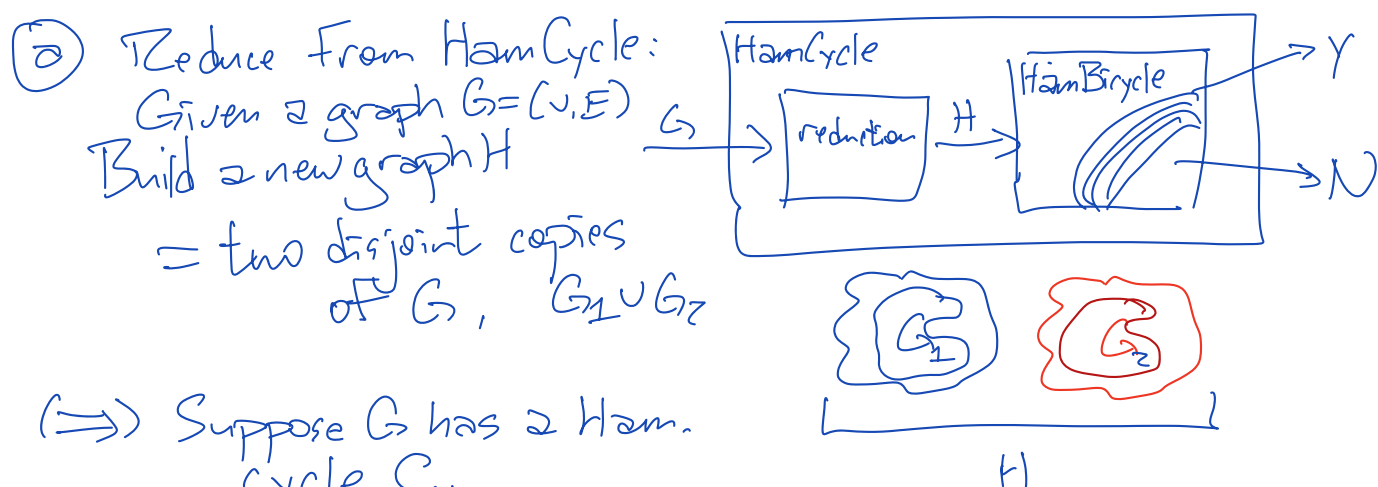 a Reduce From HamCycle:
Given a graph G=(V,E)
Build a new graph H
= two disjoint copies
of G, G1∪G2
(⇒) Suppose G has a Ham.
cycle C
HamCycle
G
reduction
H
HamBicycle
Y
N
G1
G2
H